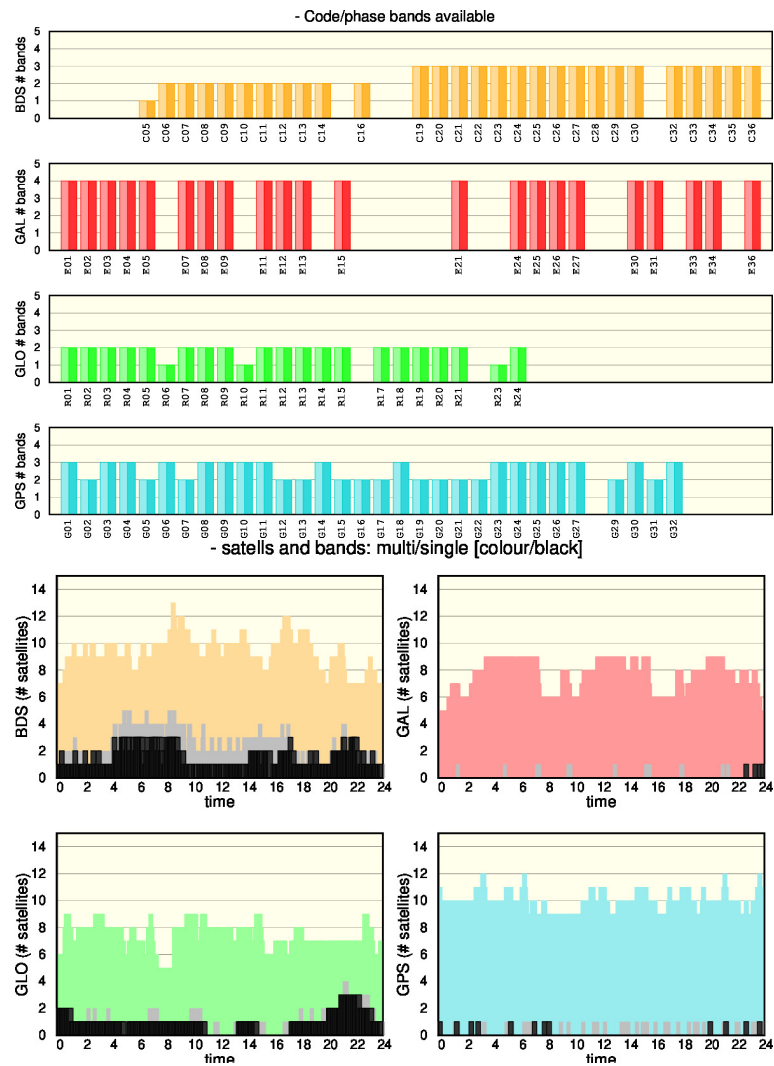 - Code/phase bands available
BDS # bands
5
4
3
2
1
0
C05 C06 C07 C08 C09 C10 C11 C12 C13 C14 C16 C19 C20 C21 C22 C23 C24 C25 C26 C27 C28 C29 C30 C32 C33 C34 C35 C36
GAL # bands
5
4
3
2
1
0
E01 E02 E03 E04 E05 E07 E08 E09 E11 E12 E13 E15 E21 E24 E25 E26 E27 E30 E31 E33 E34 E36
GLO # bands
5
4
3
2
1
0
R01 R02 R03 R04 R05 R06 R07 R08 R09 R10 R11 R12 R13 R14 R15 R17 R18 R19 R20 R21 R23 R24
GPS # bands
5
4
3
2
1
0
G01 G02 G03 G04 G05 G06 G07 G08 G09 G10 G11 G12 G13 G14 G15 G16 G17 G18 G19 G20 G21 G22 G23 G24 G25 G26 G27 G29 G30 G31 G32
- satells and bands: multi/single [colour/black]
BDS (# satellites)
14
12
10
8
6
4
2
0
0 2 4 6 8 10 12 14 16 18 20 22 24
time
GAL (# satellites)
14
12
10
8
6
4
2
0
0 2 4 6 8 10 12 14 16 18 20 22 24
time
GLO (# satellites)
14
12
10
8
6
4
2
0
0 2 4 6 8 10 12 14 16 18 20 22 24
time
GPS (# satellites)
14
12
10
8
6
4
2
0
0 2 4 6 8 10 12 14 16 18 20 22 24
time